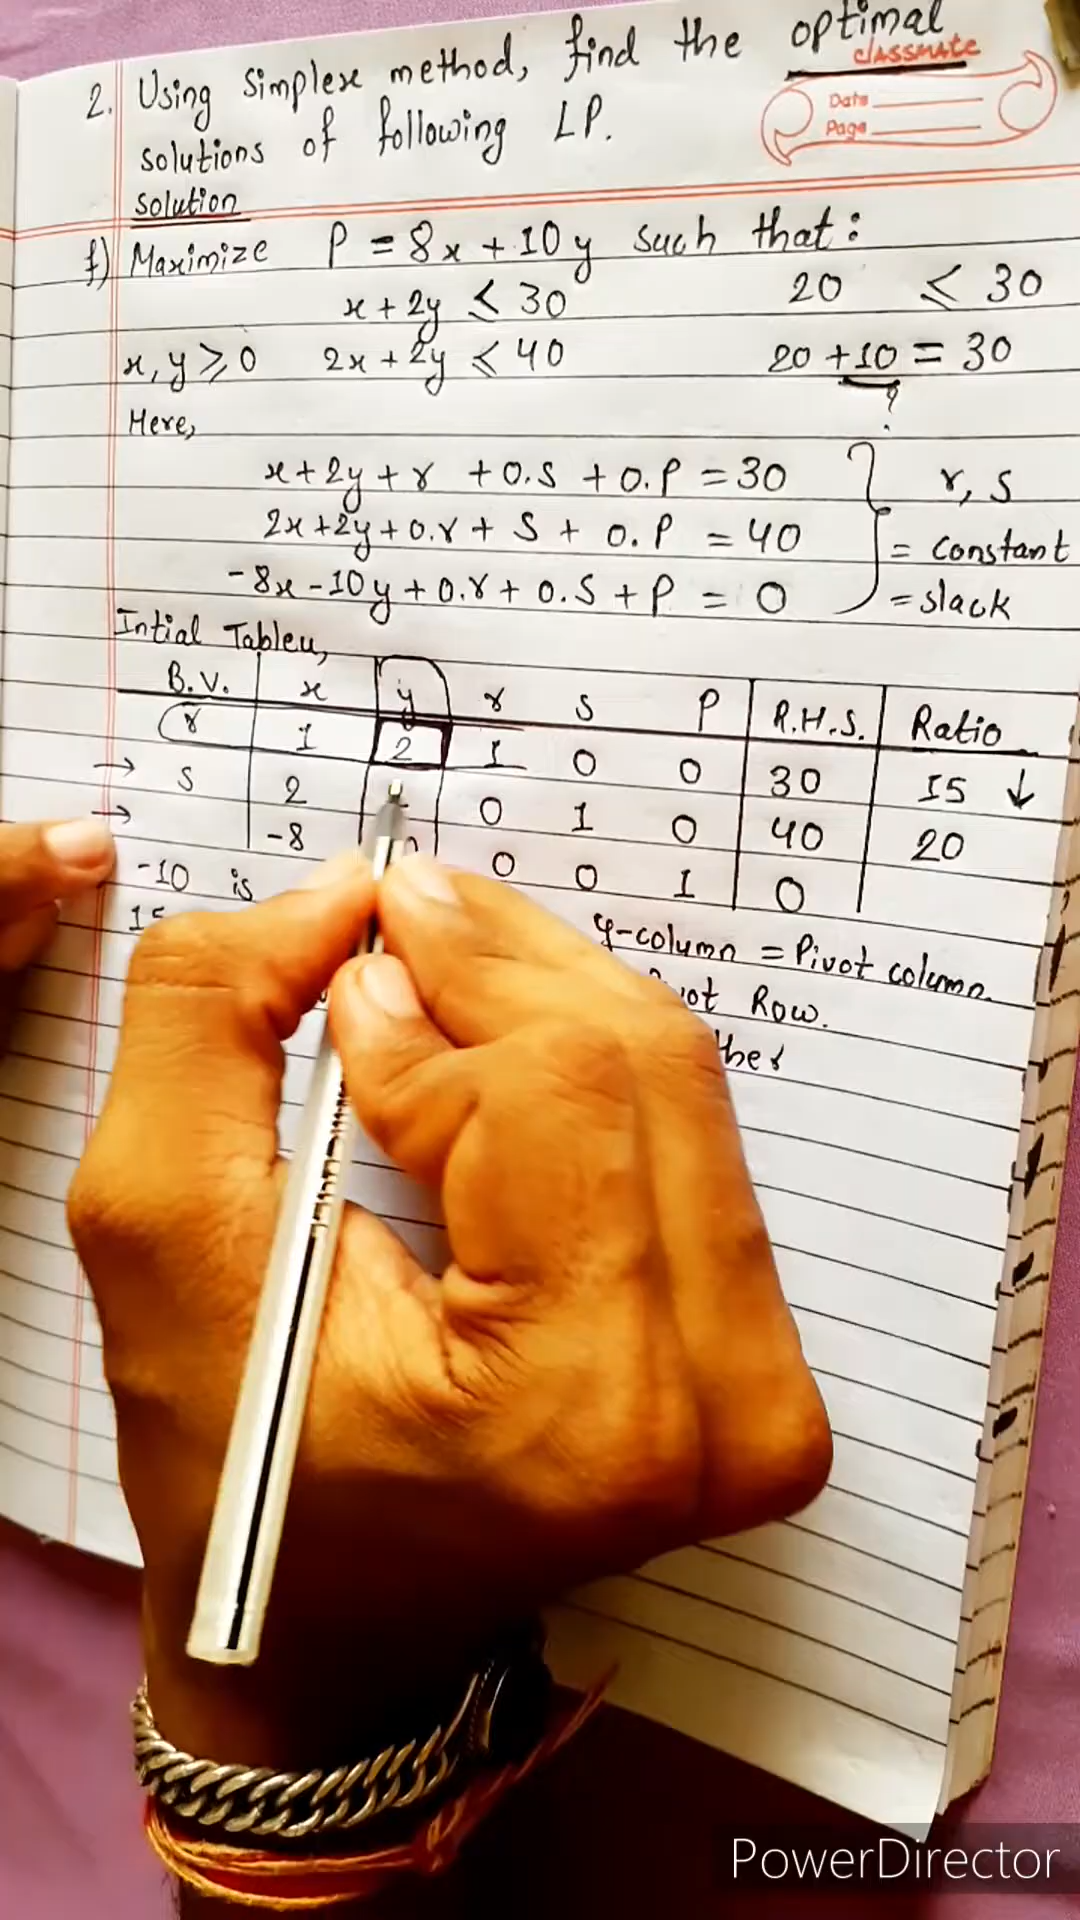 2. Using Simplex method, find the optimal
classmate
Date
Page
solutions of following LP.
solution
f) Maximize P = 8x + 10y such that:
x + 2y ≤ 30 20 ≤ 30
x, y ≥ 0 2x + 2y ≤ 40 20 + 10 = 30
?
Here,
x + 2y + r + 0.s + 0.P = 30 r, s
2x + 2y + 0.r + s + 0.P = 40 = constant
-8x - 10y + 0.r + 0.s + P = 0 = slack
Intial Tableu,
B.V. x y r s P R.H.S. Ratio
r 1 2 1 0 0 30 15 ↓
→ s 2 0 1 0 40 20
→ -8 0 0 1 0
-10 is
15 y-column = Pivot column.
Row.
PowerDirector